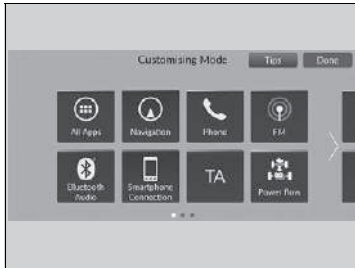 Customising Mode
Tips
Done
All Apps
Navigation
Phone
FM
Bluetooth
Audio
Smartphone
Connection
TA
Power flow